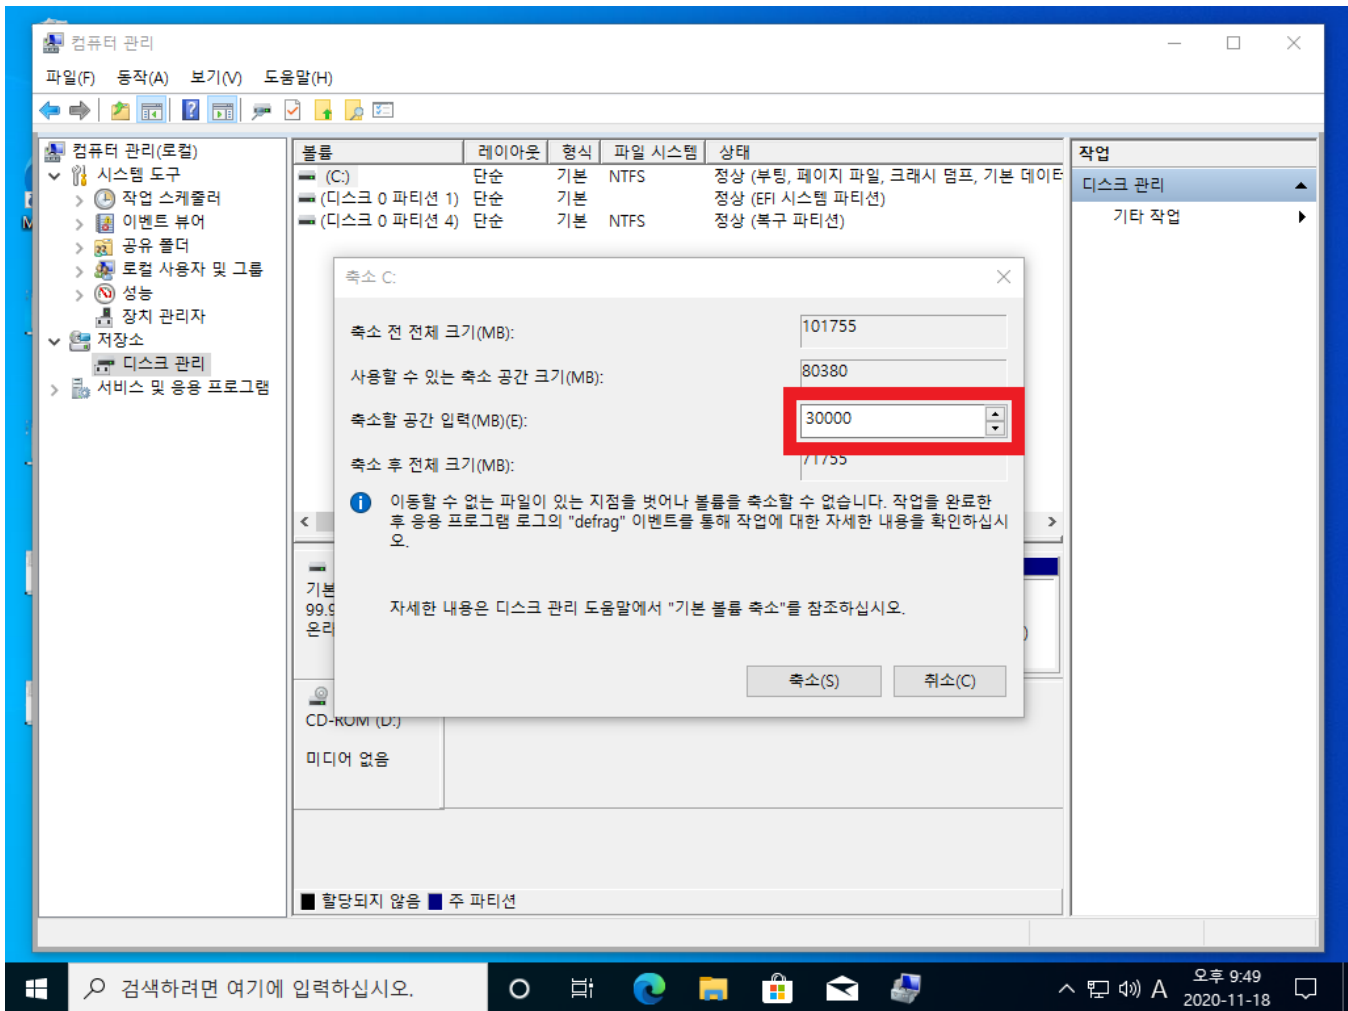 컴퓨터 관리
파일(F) 동작(A) 보기(V) 도움말(H)
컴퓨터 관리(로컬)
시스템 도구
작업 스케줄러
이벤트 뷰어
공유 폴더
로컬 사용자 및 그룹
성능
장치 관리자
저장소
디스크 관리
서비스 및 응용 프로그램
볼륨 레이아웃 형식 파일 시스템 상태
(C:) 단순 기본 NTFS 정상 (부팅, 페이지 파일, 크래시 덤프, 기본 데이터
(디스크 0 파티션 1) 단순 기본 정상 (EFI 시스템 파티션)
(디스크 0 파티션 4) 단순 기본 NTFS 정상 (복구 파티션)
작업
디스크 관리
기타 작업
축소 C:
축소 전 전체 크기(MB): 101755
사용할 수 있는 축소 공간 크기(MB): 80380
축소할 공간 입력(MB)(E): 30000
축소 후 전체 크기(MB): 71755
이동할 수 없는 파일이 있는 지점을 벗어나 볼륨을 축소할 수 없습니다. 작업을 완료한
후 응용 프로그램 로그의 "defrag" 이벤트를 통해 작업에 대한 자세한 내용을 확인하십시
오.
자세한 내용은 디스크 관리 도움말에서 "기본 볼륨 축소"를 참조하십시오.
축소(S) 취소(C)
기본
99.9
온라
CD-ROM (D:)
미디어 없음
할당되지 않음 주 파티션
검색하려면 여기에 입력하십시오.
A
오후 9:49
2020-11-18